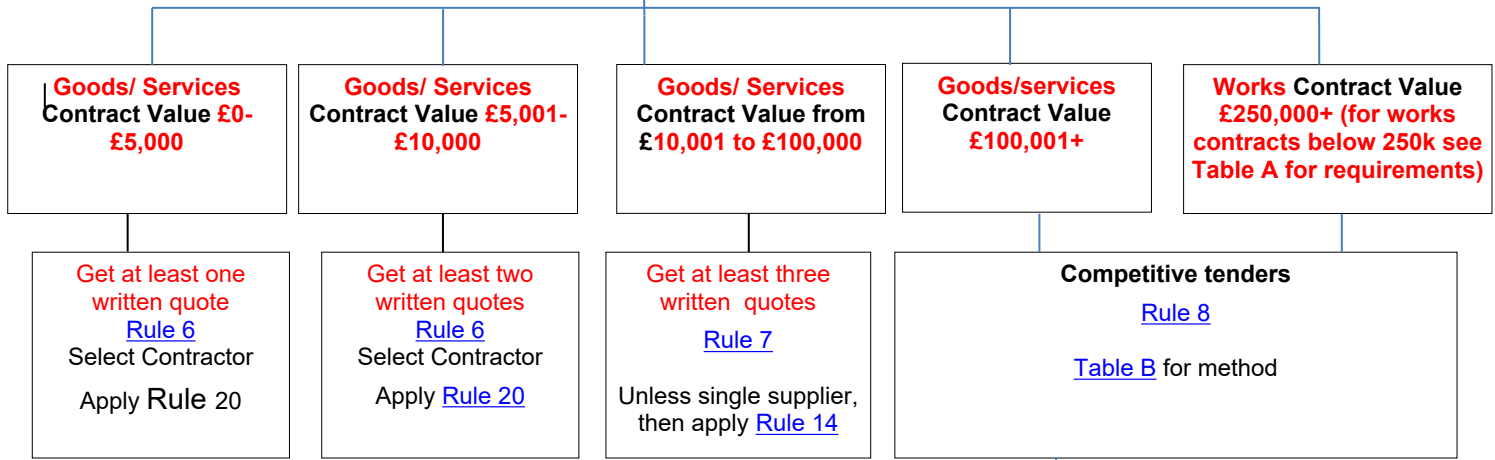 Goods/ Services
Contract Value £0-
£5,000
Goods/ Services
Contract Value £5,001-
£10,000
Goods/ Services
Contract Value from
£10,001 to £100,000
Goods/services
Contract Value
£100,001+
Works Contract Value
£250,000+ (for works
contracts below 250k see
Table A for requirements)
Get at least one
written quote
Rule 6
Select Contractor
Apply Rule 20
Get at least two
written quotes
Rule 6
Select Contractor
Apply Rule 20
Get at least three
written quotes
Rule 7
Unless single supplier,
then apply Rule 14
Competitive tenders
Rule 8
Table B for method